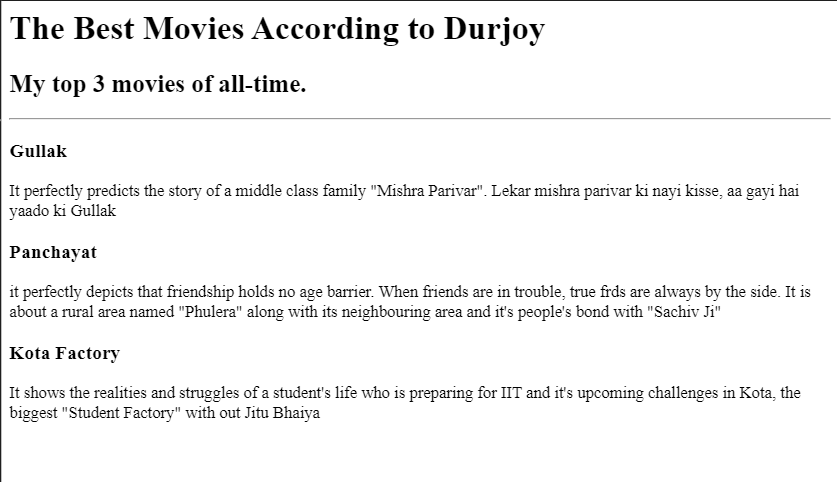 The Best Movies According to Durjoy
My top 3 movies of all-time.
Gullak
It perfectly predicts the story of a middle class family "Mishra Parivar". Lekar mishra parivar ki nayi kisse, aa gayi hai
yaado ki Gullak
Panchayat
it perfectly depicts that friendship holds no age barrier. When friends are in trouble, true frds are always by the side. It is
about a rural area named "Phulera" along with its neighbouring area and it's people's bond with "Sachiv Ji"
Kota Factory
It shows the realities and struggles of a student's life who is preparing for IIT and it's upcoming challenges in Kota, the
biggest "Student Factory" with out Jitu Bhaiya